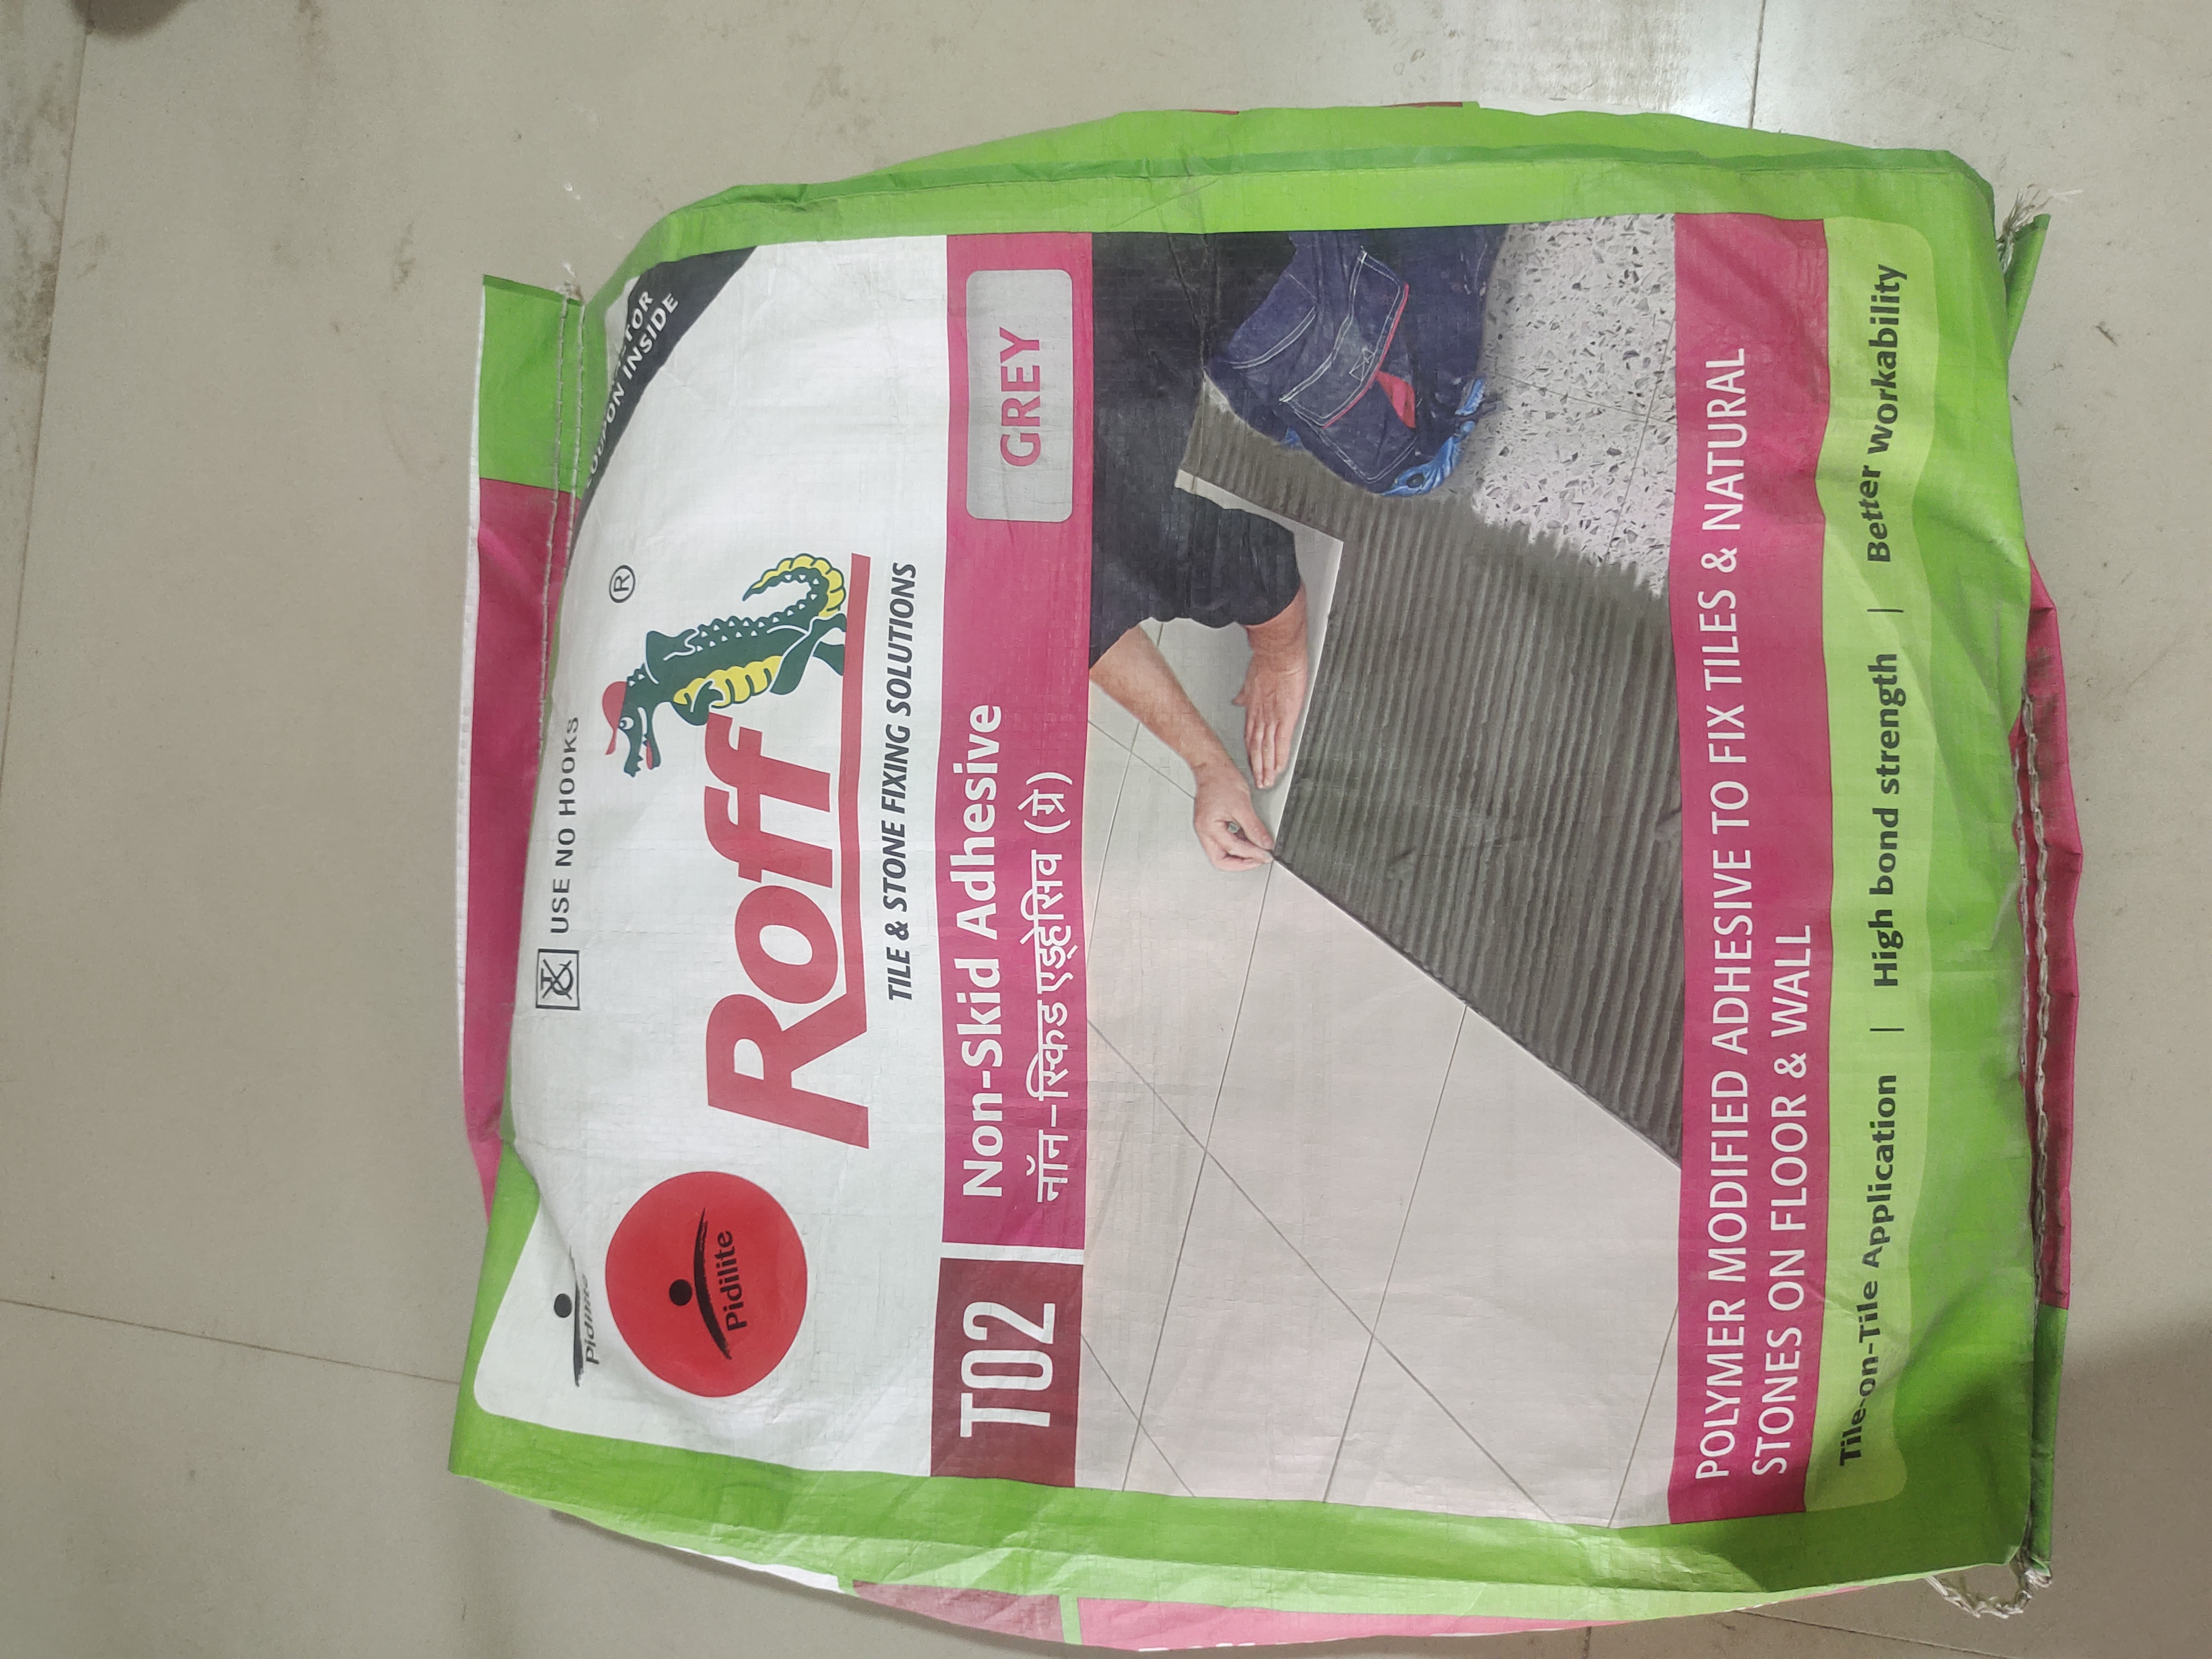 Pidilite
USE NO HOOKS
COUPON INSIDE
Pidilite
Roff
®
TILE & STONE FIXING SOLUTIONS
T02
Non-Skid Adhesive
नॉन-स्किड एड्हेसिव (ग्रे)
GREY
POLYMER MODIFIED ADHESIVE TO FIX TILES & NATURAL
STONES ON FLOOR & WALL
Tile-on-Tile Application | High bond strength | Better workability